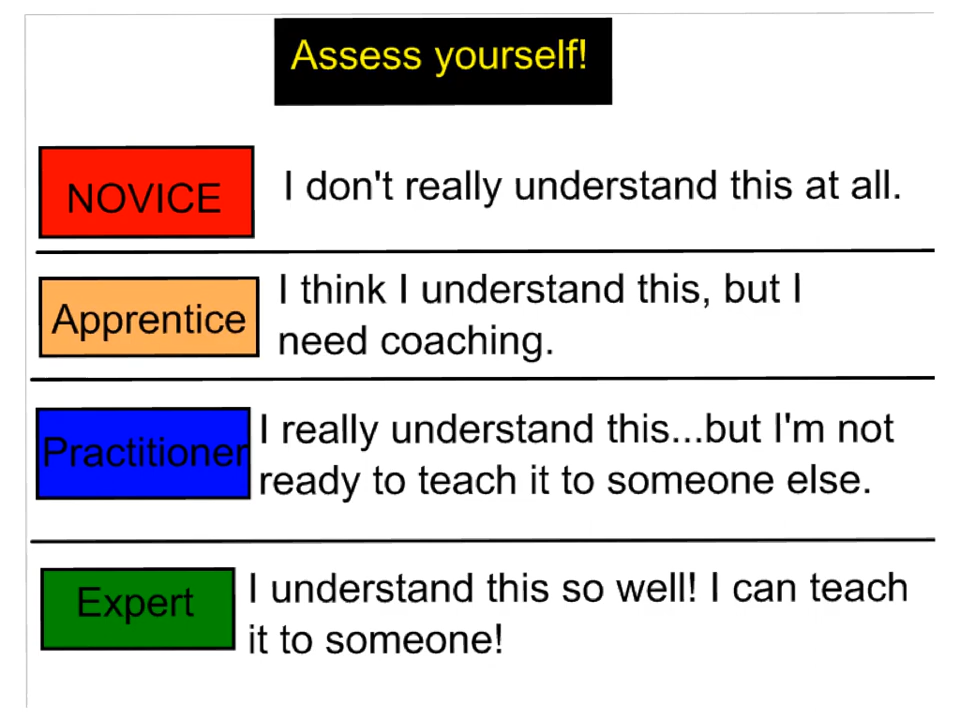 Assess yourself!
NOVICE
I don't really understand this at all.
Apprentice
I think I understand this, but I
need coaching.
Practitioner
I really understand this...but I'm not
ready to teach it to someone else.
Expert
I understand this so well! I can teach
it to someone!